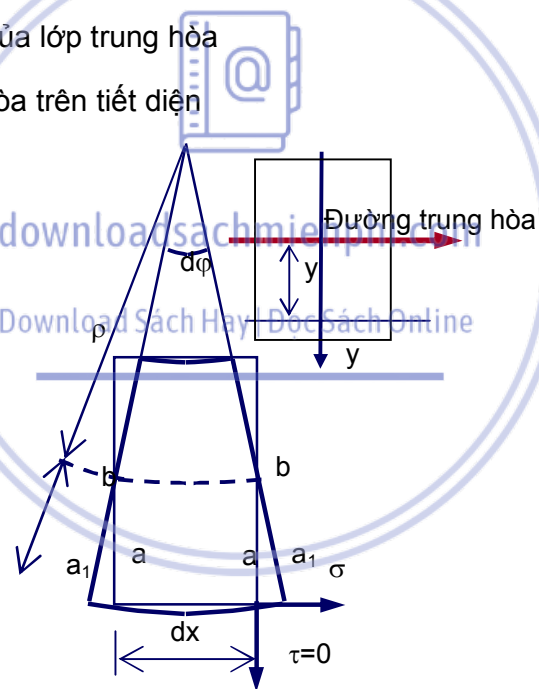 ủa lớp trung hòa
òa trên tiết diện
@
downloadsachmienphi.com
Đường trung hòa
dφ
y
Download Sách Hay | Đọc Sách Online
ρ
y
b
b
a₁
a
a
a₁
σ
dx
τ=0